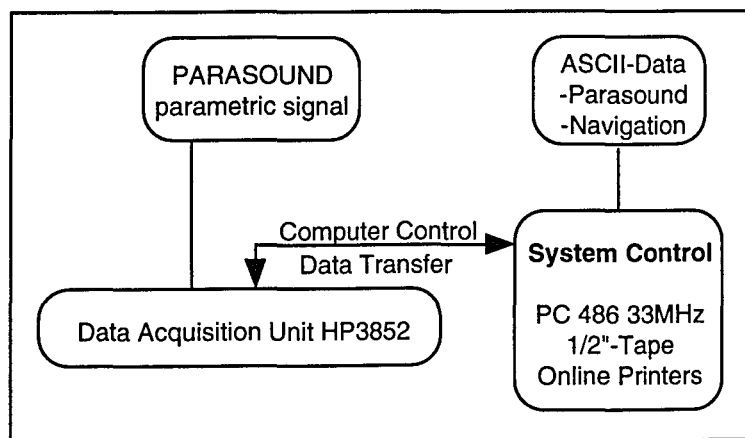 PARASOUND
parametric signal
ASCII-Data
-Parasound
-Navigation
Computer Control
Data Transfer
System Control
PC 486 33MHz
1/2"-Tape
Online Printers
Data Acquisition Unit HP3852